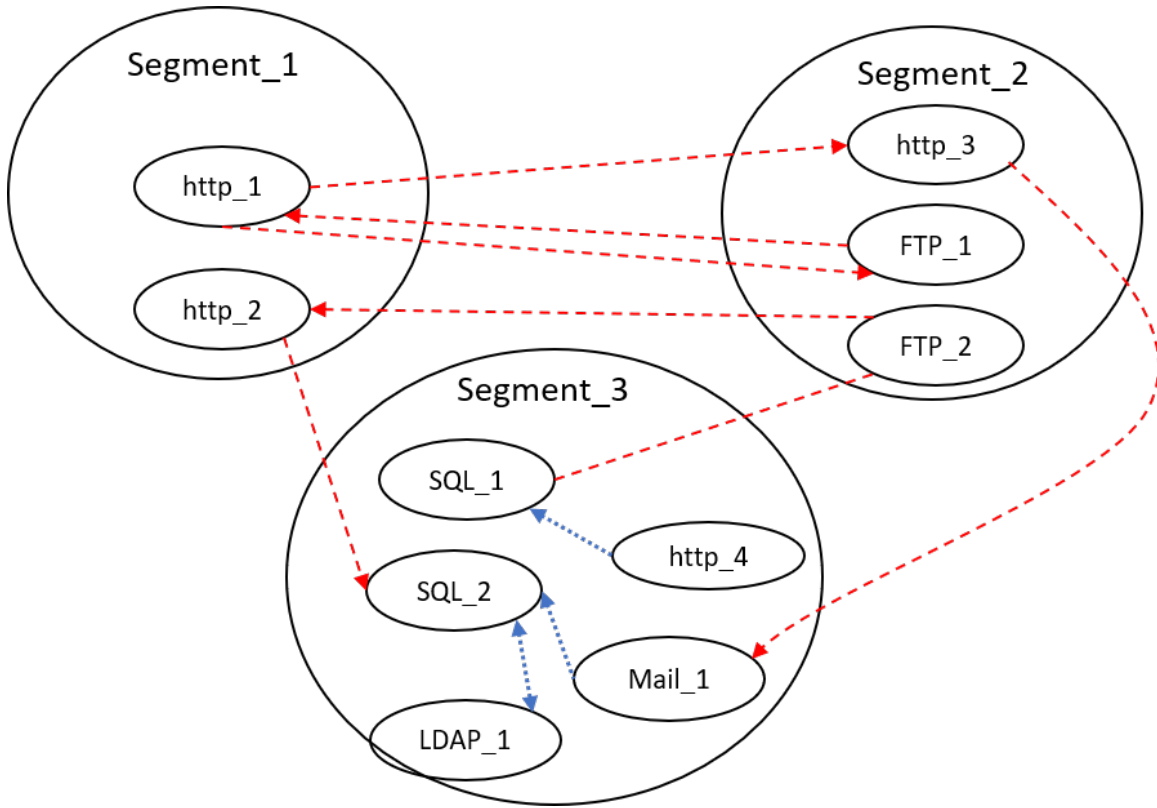 Segment_1
http_1
http_2
Segment_2
http_3
FTP_1
FTP_2
Segment_3
SQL_1
http_4
SQL_2
Mail_1
LDAP_1